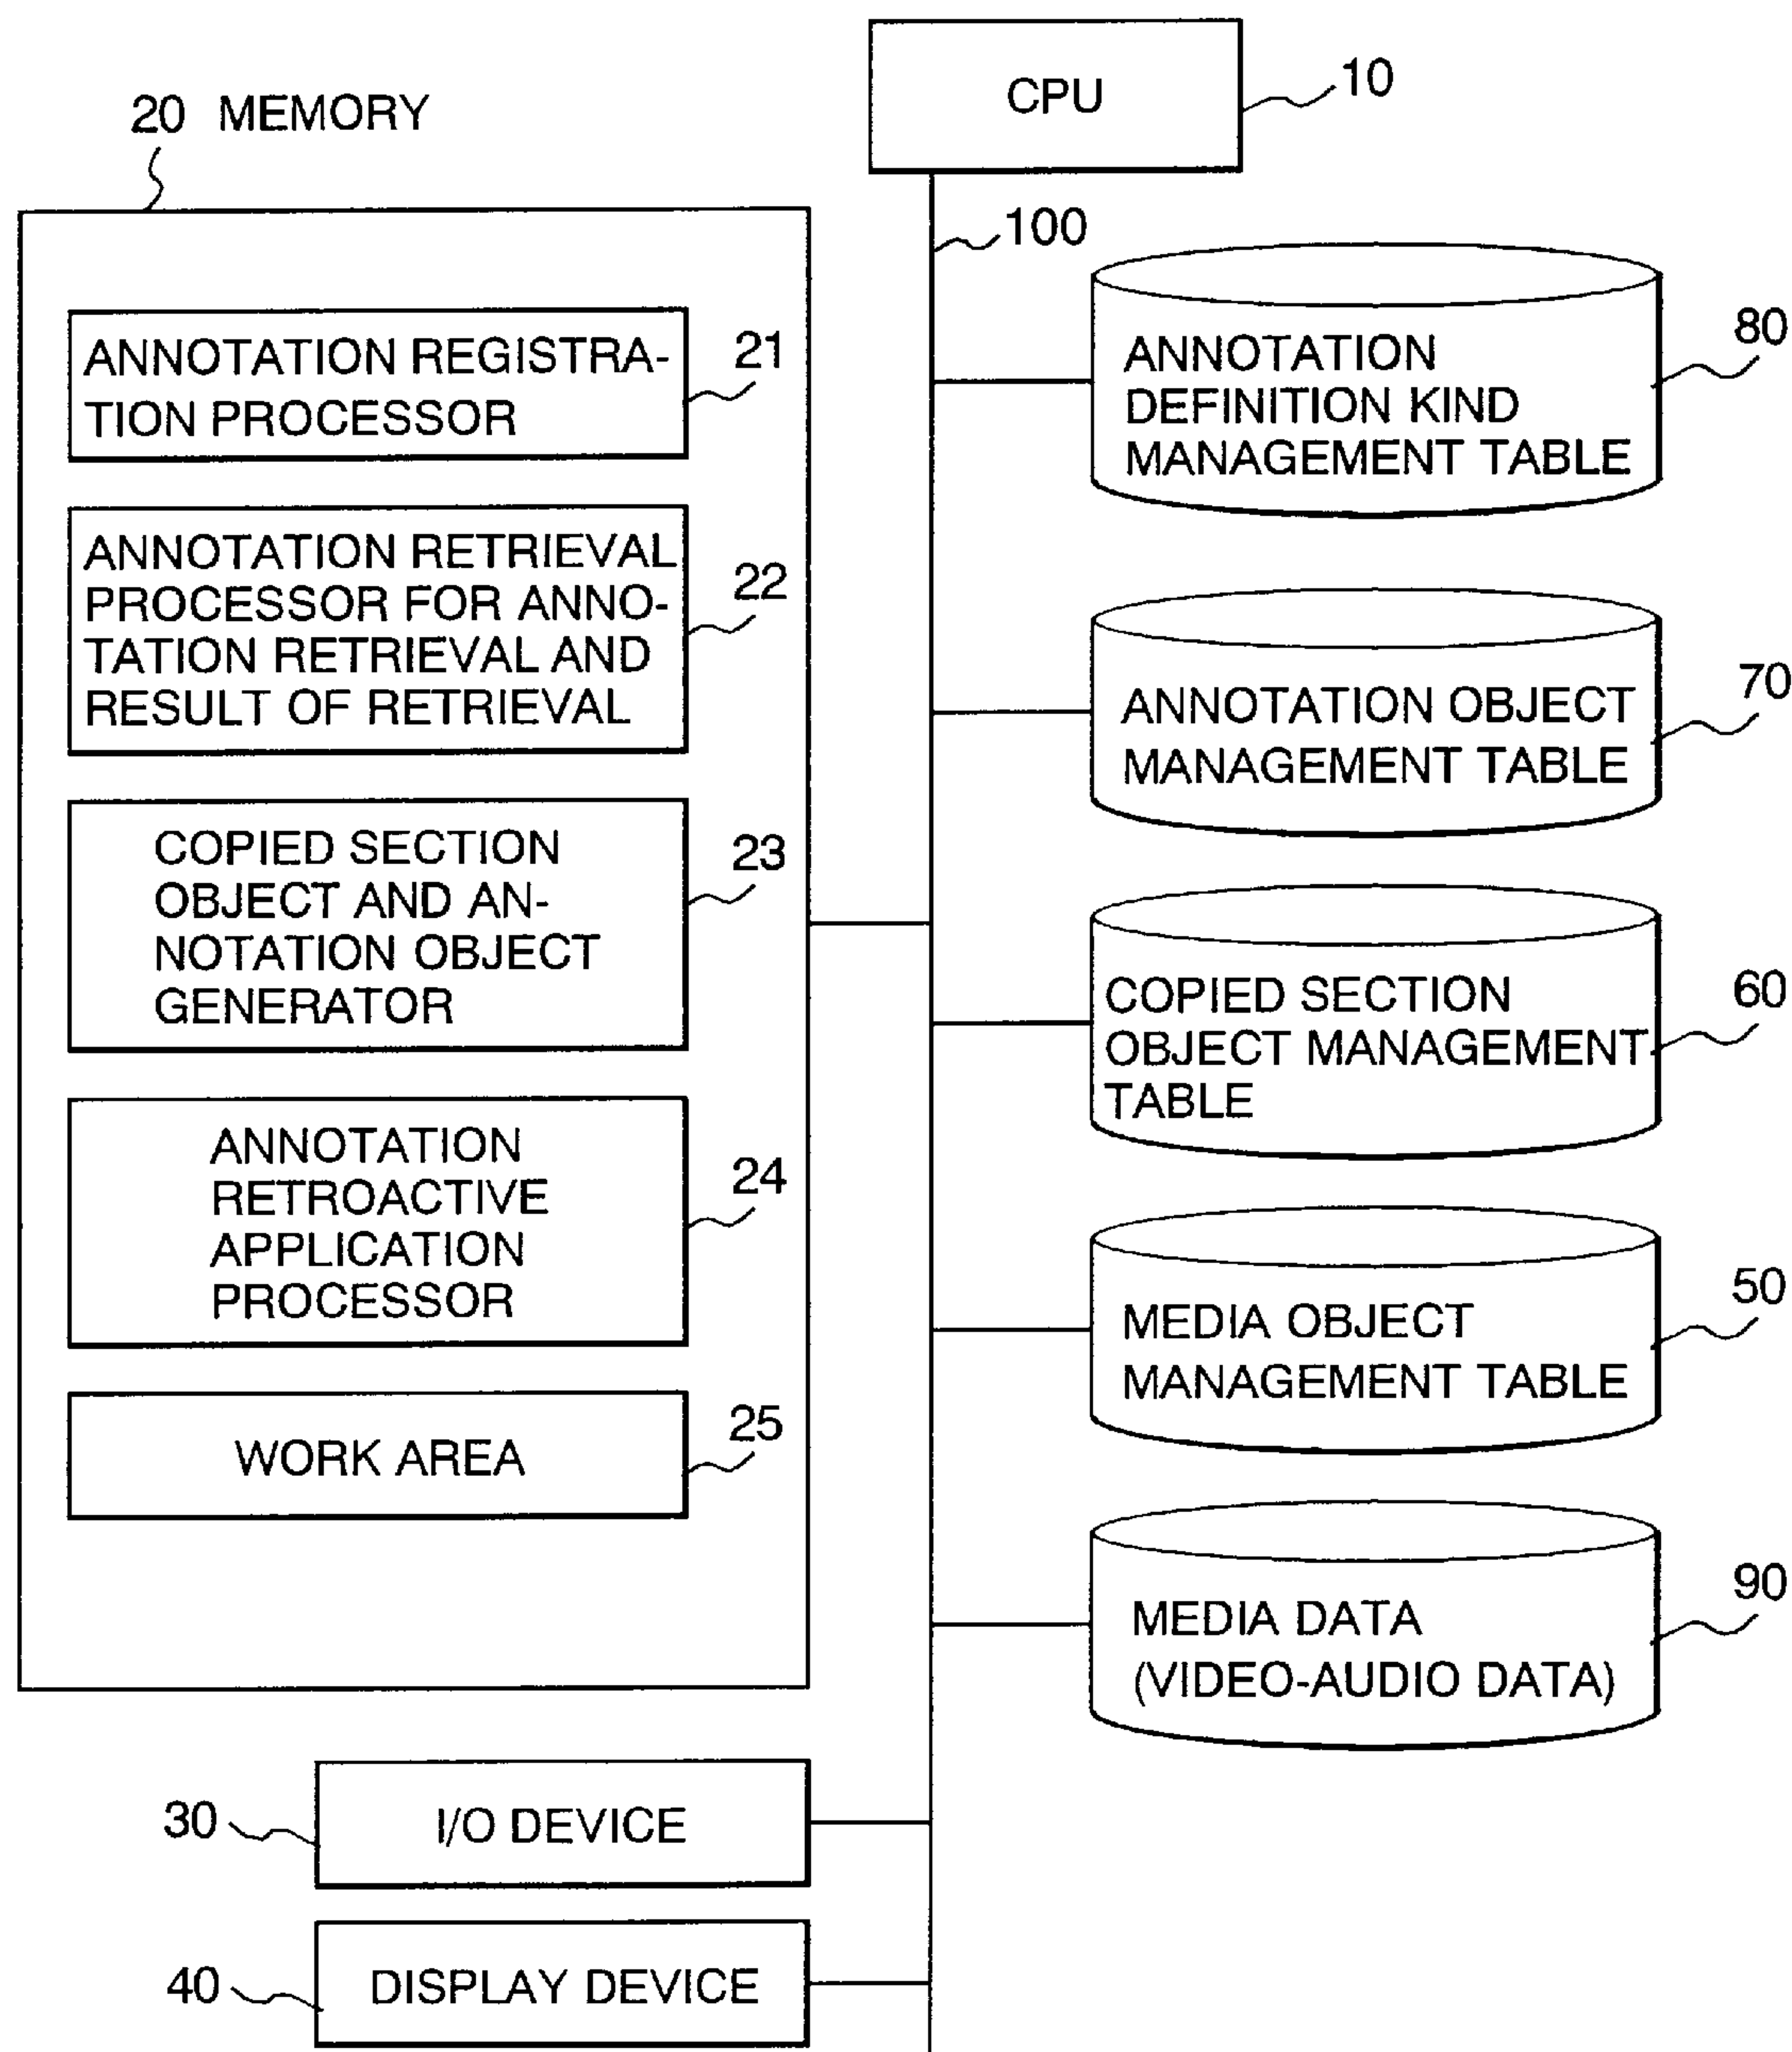 CPU
10
20 MEMORY
100
ANNOTATION REGISTRA-
TION PROCESSOR
21
ANNOTATION RETRIEVAL
PROCESSOR FOR ANNO-
TATION RETRIEVAL AND
RESULT OF RETRIEVAL
22
COPIED SECTION
OBJECT AND AN-
NOTATION OBJECT
GENERATOR
23
ANNOTATION
RETROACTIVE
APPLICATION
PROCESSOR
24
WORK AREA
25
30
I/O DEVICE
40
DISPLAY DEVICE
ANNOTATION
DEFINITION KIND
MANAGEMENT TABLE
80
ANNOTATION OBJECT
MANAGEMENT TABLE
70
COPIED SECTION
OBJECT MANAGEMENT
TABLE
60
MEDIA OBJECT
MANAGEMENT TABLE
50
MEDIA DATA
(VIDEO-AUDIO DATA)
90